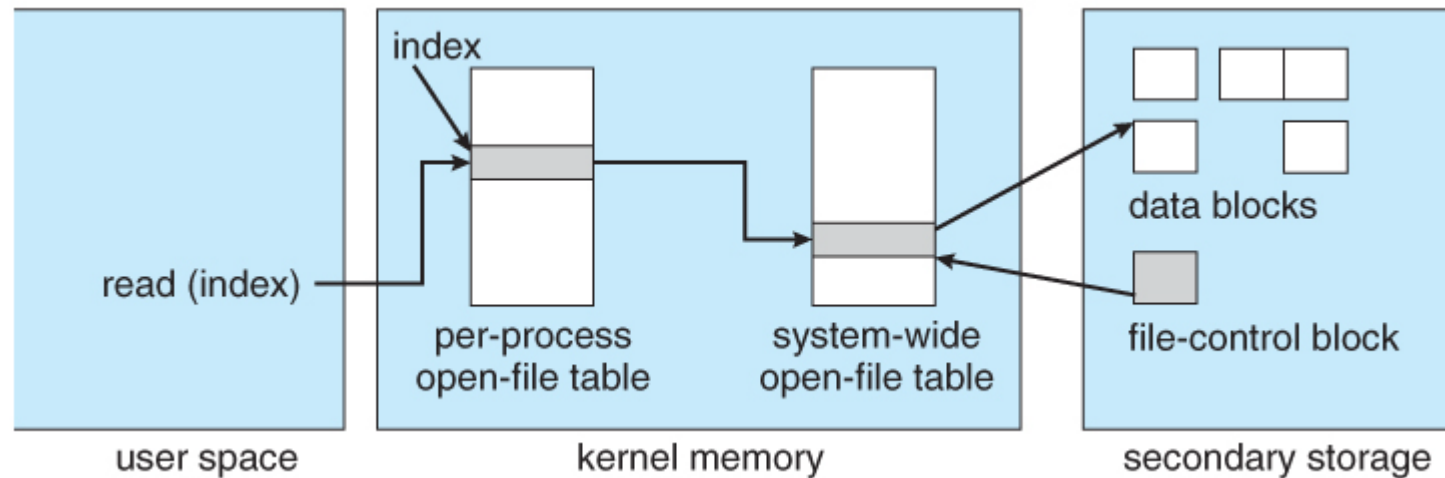 index
read (index)
per-process
open-file table
system-wide
open-file table
data blocks
file-control block
user space
kernel memory
secondary storage